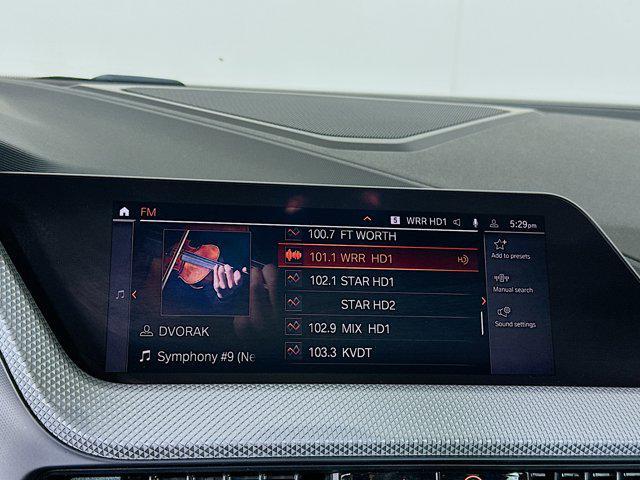 FM
5 WRR HD1 5:29pm
100.7 FT WORTH
101.1 WRR HD1 HD
102.1 STAR HD1
STAR HD2
102.9 MIX HD1
103.3 KVDT
DVORAK
Symphony #9 (Ne
Add to presets
Manual search
Sound settings